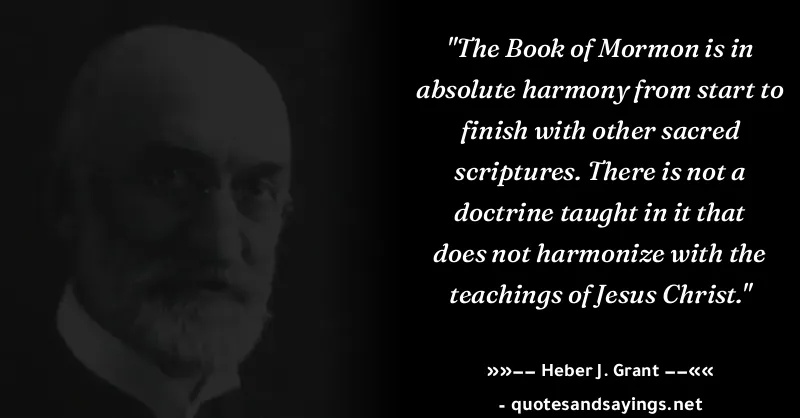 "The Book of Mormon is in
absolute harmony from start to
finish with other sacred
scriptures. There is not a
doctrine taught in it that
does not harmonize with the
teachings of Jesus Christ."
»»−− Heber J. Grant −−««
- quotesandsayings.net